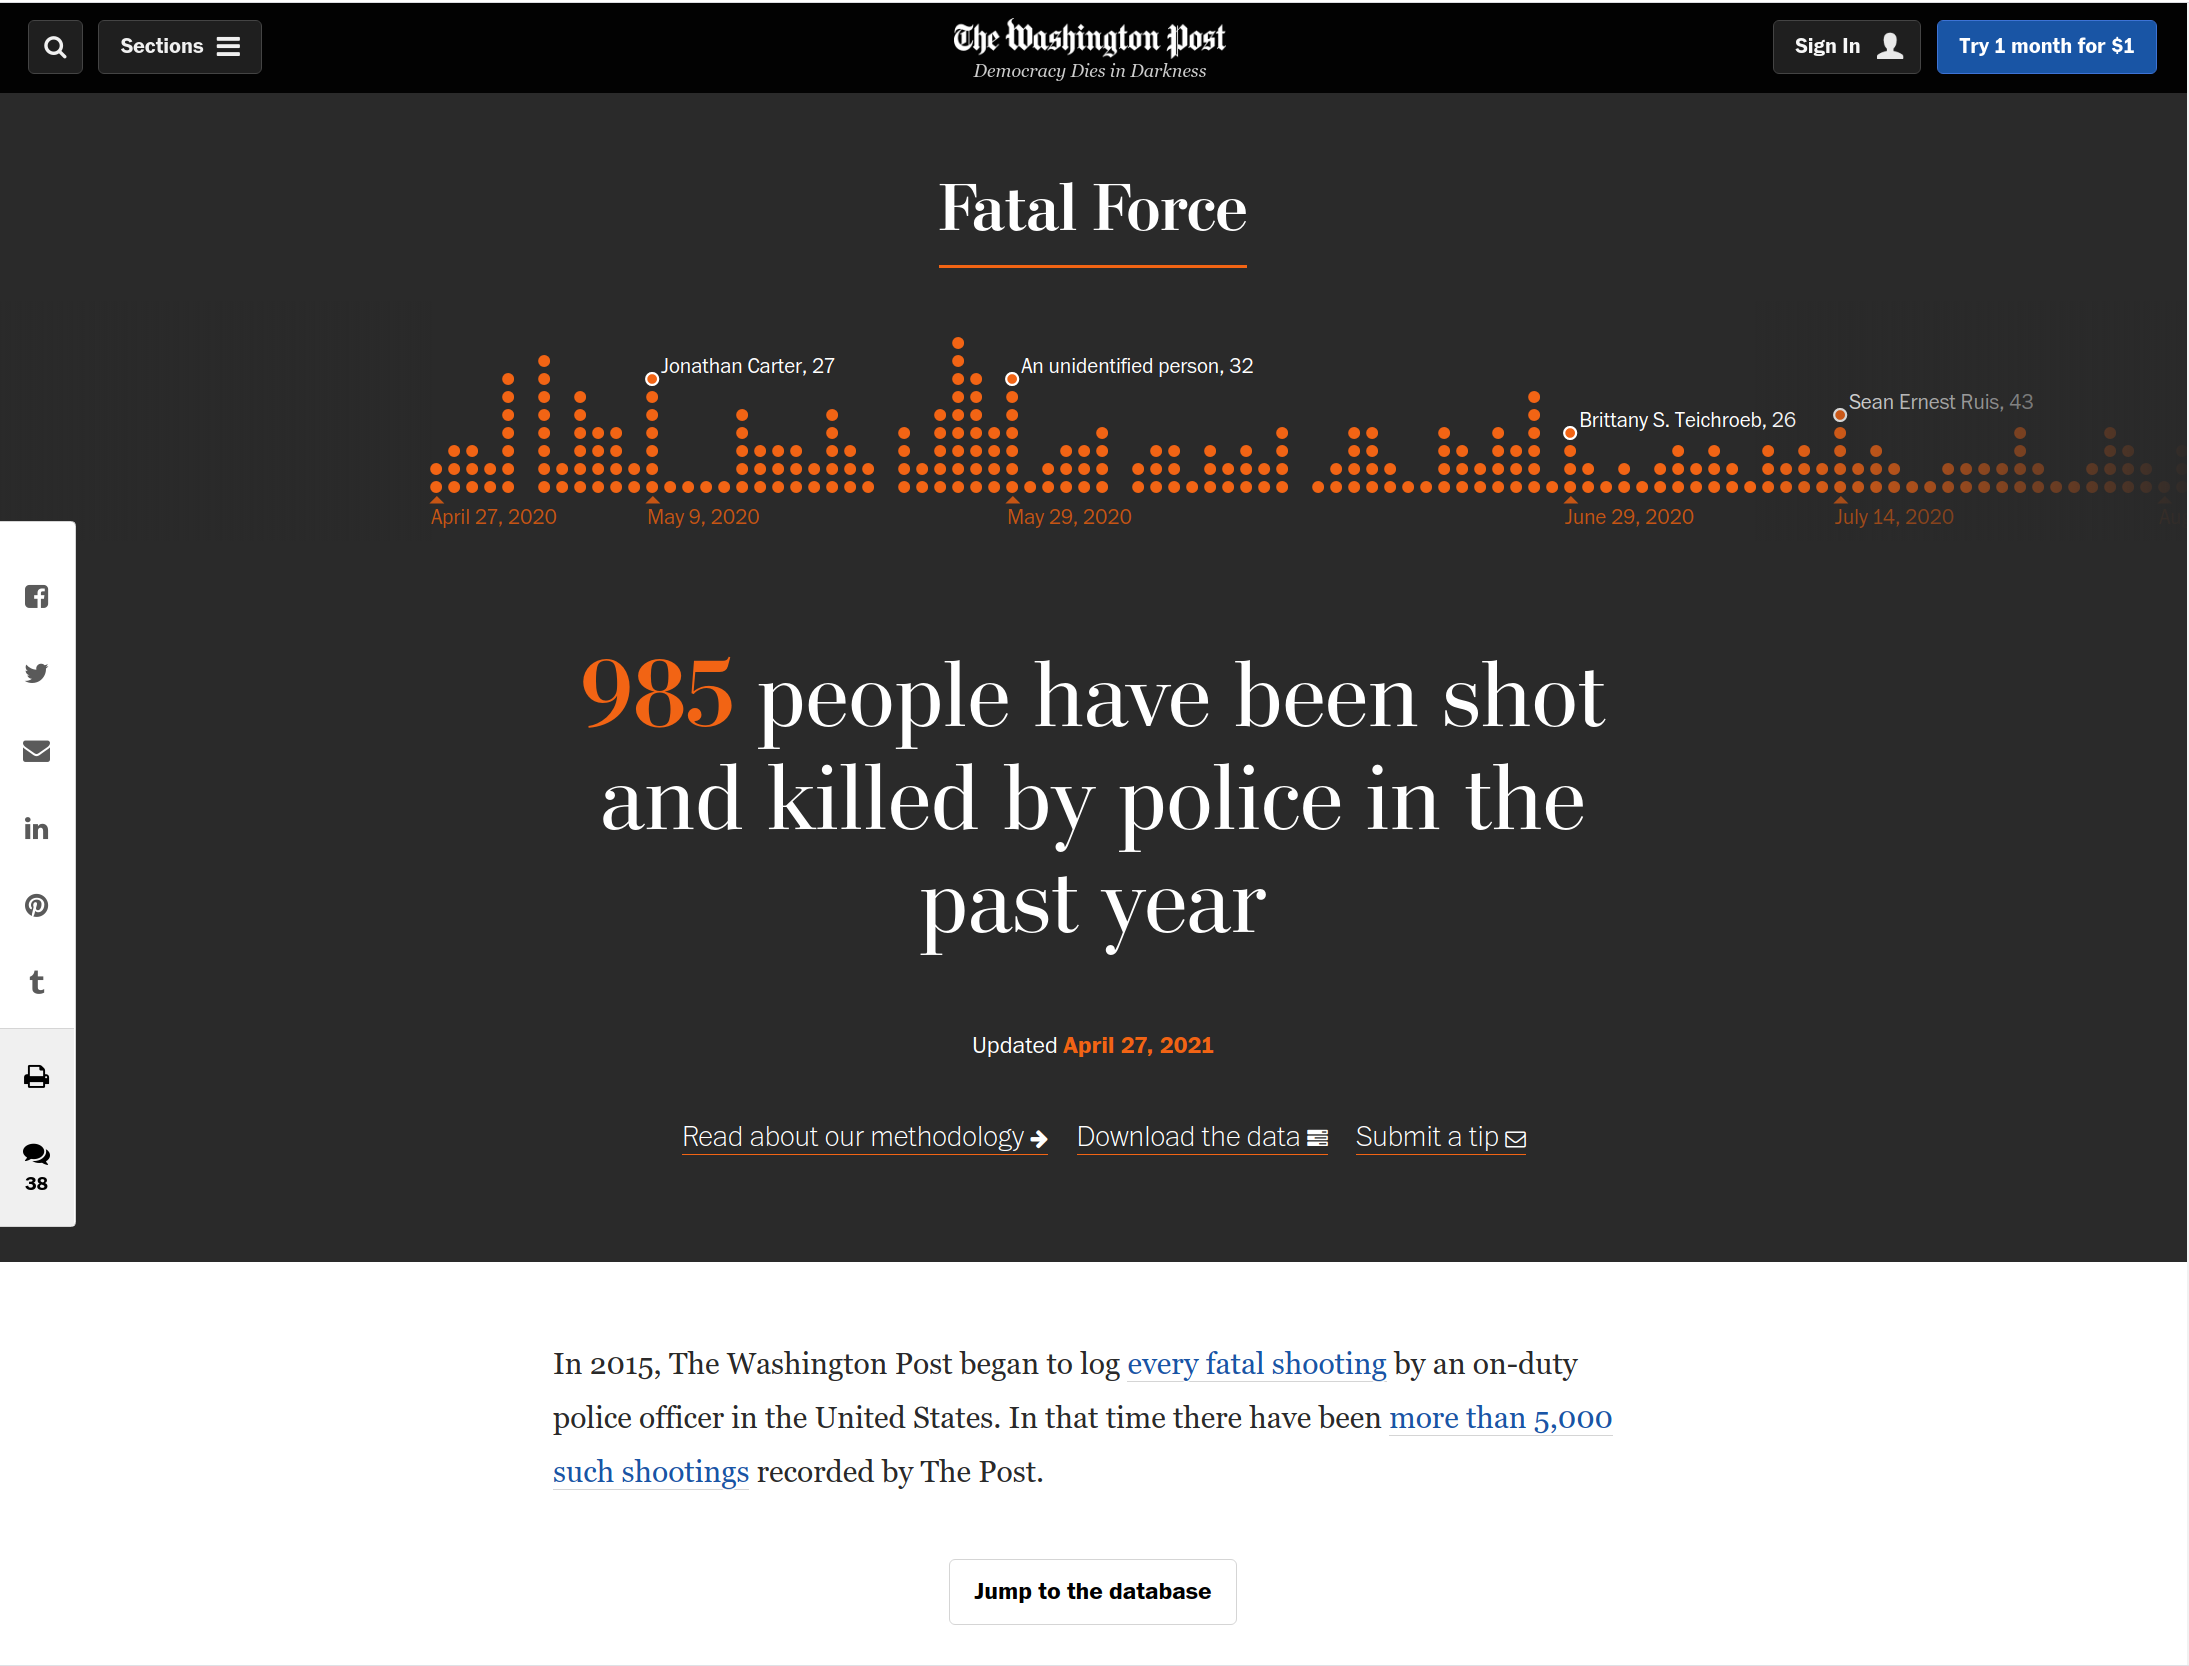 Sections
The Washington Post
Democracy Dies in Darkness
Sign In
Try 1 month for $1
Fatal Force
Jonathan Carter, 27
An unidentified person, 32
Brittany S. Teichroeb, 26
Sean Ernest Ruis, 43
April 27, 2020
May 9, 2020
May 29, 2020
June 29, 2020
July 14, 2020
985 people have been shot
and killed by police in the
past year
Updated April 27, 2021
Read about our methodology
Download the data
Submit a tip
38
In 2015, The Washington Post began to log every fatal shooting by an on-duty
police officer in the United States. In that time there have been more than 5,000
such shootings recorded by The Post.
Jump to the database